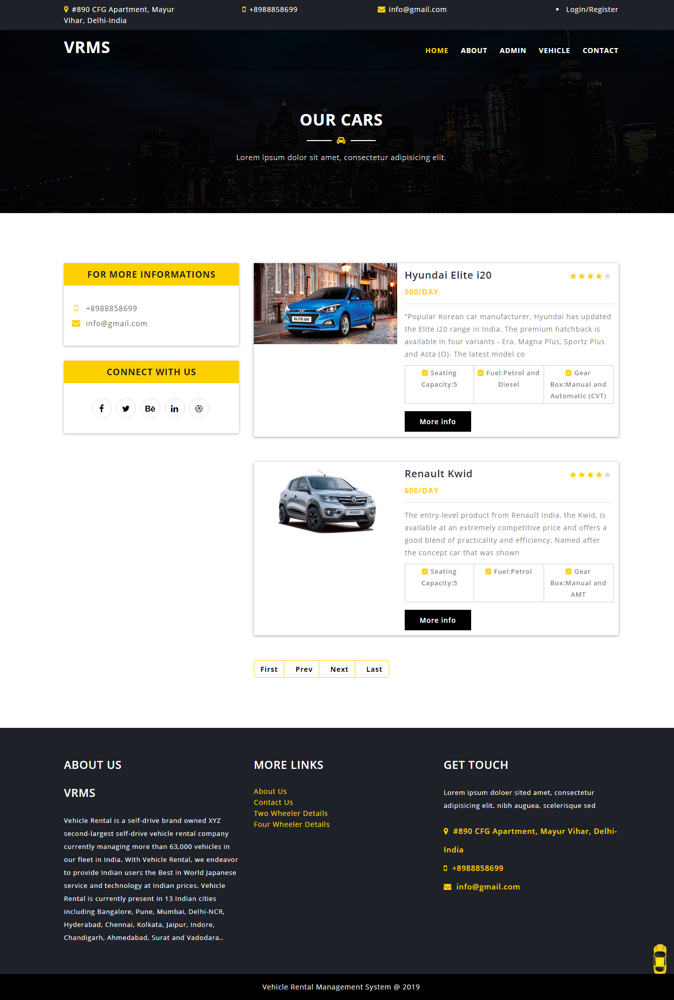 #890 CFG Apartment, Mayur
Vihar, Delhi-India
+8988858699
info@gmail.com
Login/Register
VRMS
HOME
ABOUT
ADMIN
VEHICLE
CONTACT
OUR CARS
Lorem ipsum dolor sit amet, consectetur adipisicing elit.
FOR MORE INFORMATIONS
+8988858699
info@gmail.com
CONNECT WITH US
Bē
in
ELITE i20
Hyundai Elite i20
500/DAY
"Popular Korean car manufacturer, Hyundai has updated
the Elite i20 range in India. The premium hatchback is
available in four variants - Era, Magna Plus, Sportz Plus
and Asta (O). The latest model co
Seating
Capacity:5
Fuel:Petrol and
Diesel
Gear
Box:Manual and
Automatic (CVT)
More info
KWID
Renault Kwid
600/DAY
The entry-level product from Renault India, the Kwid, is
available at an extremely competitive price and offers a
good blend of practicality and efficiency. Named after
the concept car that was shown
Seating
Capacity:5
Fuel:Petrol
Gear
Box:Manual and
AMT
More info
First
Prev
Next
Last
ABOUT US
VRMS
Vehicle Rental is a self-drive brand owned XYZ
second-largest self-drive vehicle rental company
currently managing more than 63,000 vehicles in
our fleet in India. With Vehicle Rental, we endeavor
to provide Indian users the Best in World Japanese
service and technology at Indian prices. Vehicle
Rental is currently present in 13 Indian cities
including Bangalore, Pune, Mumbai, Delhi-NCR,
Hyderabad, Chennai, Kolkata, Jaipur, Indore,
Chandigarh, Ahmedabad, Surat and Vadodara..
MORE LINKS
About Us
Contact Us
Two Wheeler Details
Four Wheeler Details
GET TOUCH
Lorem ipsum doloer sited amet, consectetur
adipisicing elit. nibh auguea, scelerisque sed
#890 CFG Apartment, Mayur Vihar, Delhi-
India
+8988858699
info@gmail.com
Vehicle Rental Management System @ 2019